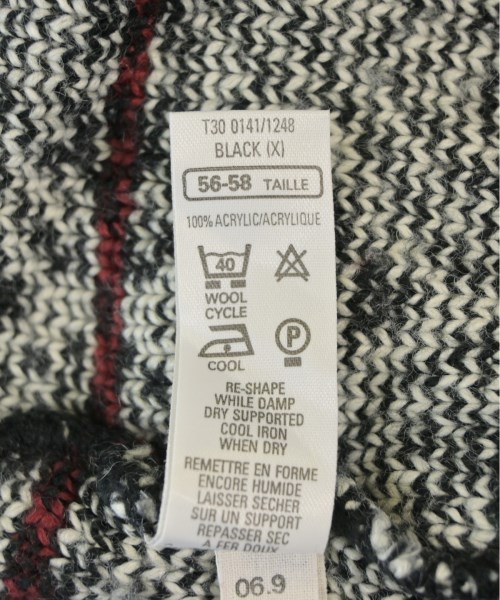 T30 0141/1248
BLACK (X)
56-58 TAILLE
100% ACRYLIC/ACRYLIQUE
40
WOOL
CYCLE
COOL
P
RE-SHAPE
WHILE DAMP
DRY SUPPORTED
COOL IRON
WHEN DRY
REMETTRE EN FORME
ENCORE HUMIDE
LAISSER SECHER
SUR UN SUPPORT
REPASSER SEC
A FER DOUX
06.9